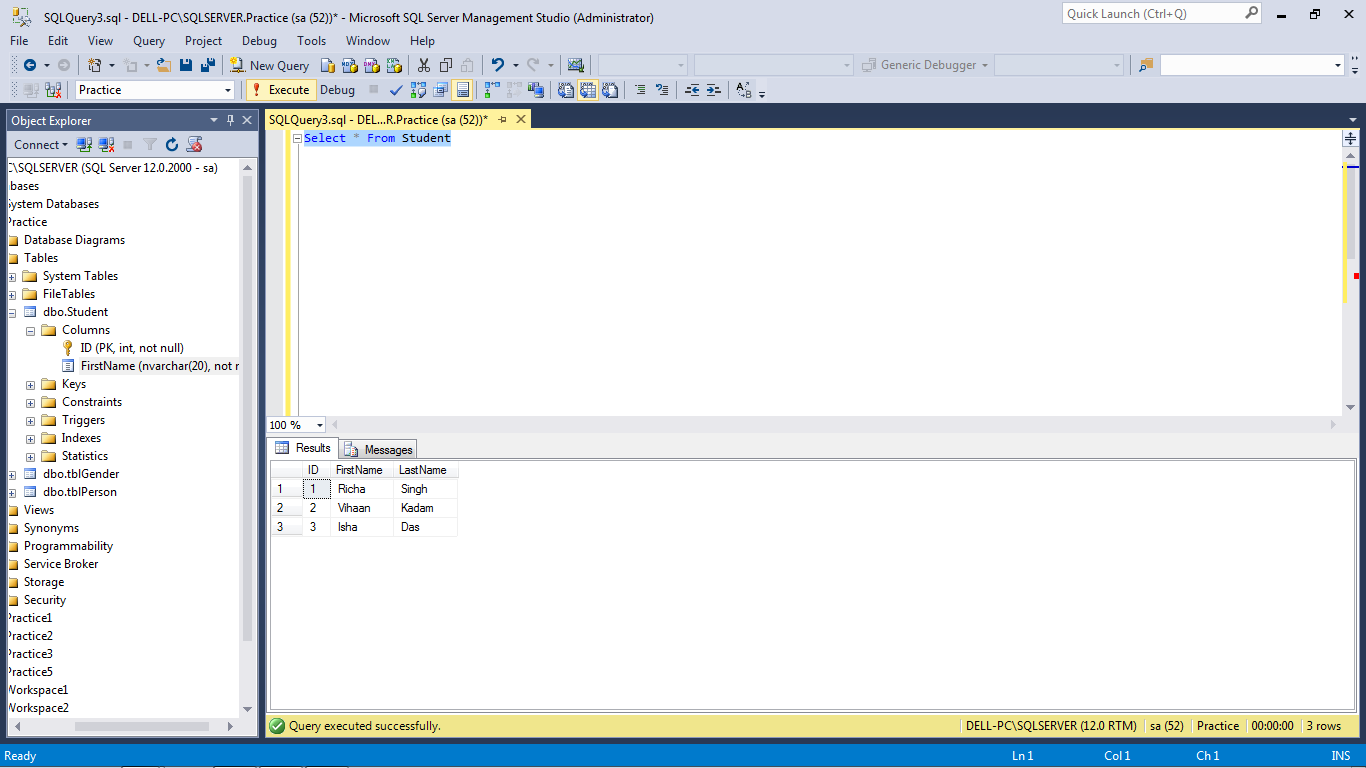 SQLQuery3.sql - DELL-PC\SQLSERVER.Practice (sa (52))* - Microsoft SQL Server Management Studio (Administrator)
Quick Launch (Ctrl+Q)
File Edit View Query Project Debug Tools Window Help
New Query
Generic Debugger
Practice Execute Debug
Object Explorer
SQLQuery3.sql - DEL...R.Practice (sa (52))*
Connect
Select * From Student
C\SQLSERVER (SQL Server 12.0.2000 - sa)
bases
System Databases
Practice
Database Diagrams
Tables
System Tables
FileTables
dbo.Student
Columns
ID (PK, int, not null)
FirstName (nvarchar(20), not r
Keys
Constraints
Triggers
Indexes
Statistics
dbo.tblGender
dbo.tblPerson
Views
Synonyms
Programmability
Service Broker
Storage
Security
Practice1
Practice2
Practice3
Practice5
Workspace1
Workspace2
100 %
Results Messages
ID FirstName LastName
1 1 Richa Singh
2 2 Vihaan Kadam
3 3 Isha Das
Query executed successfully. DELL-PC\SQLSERVER (12.0 RTM) sa (52) Practice 00:00:00 3 rows
Ready Ln 1 Col 1 Ch 1 INS